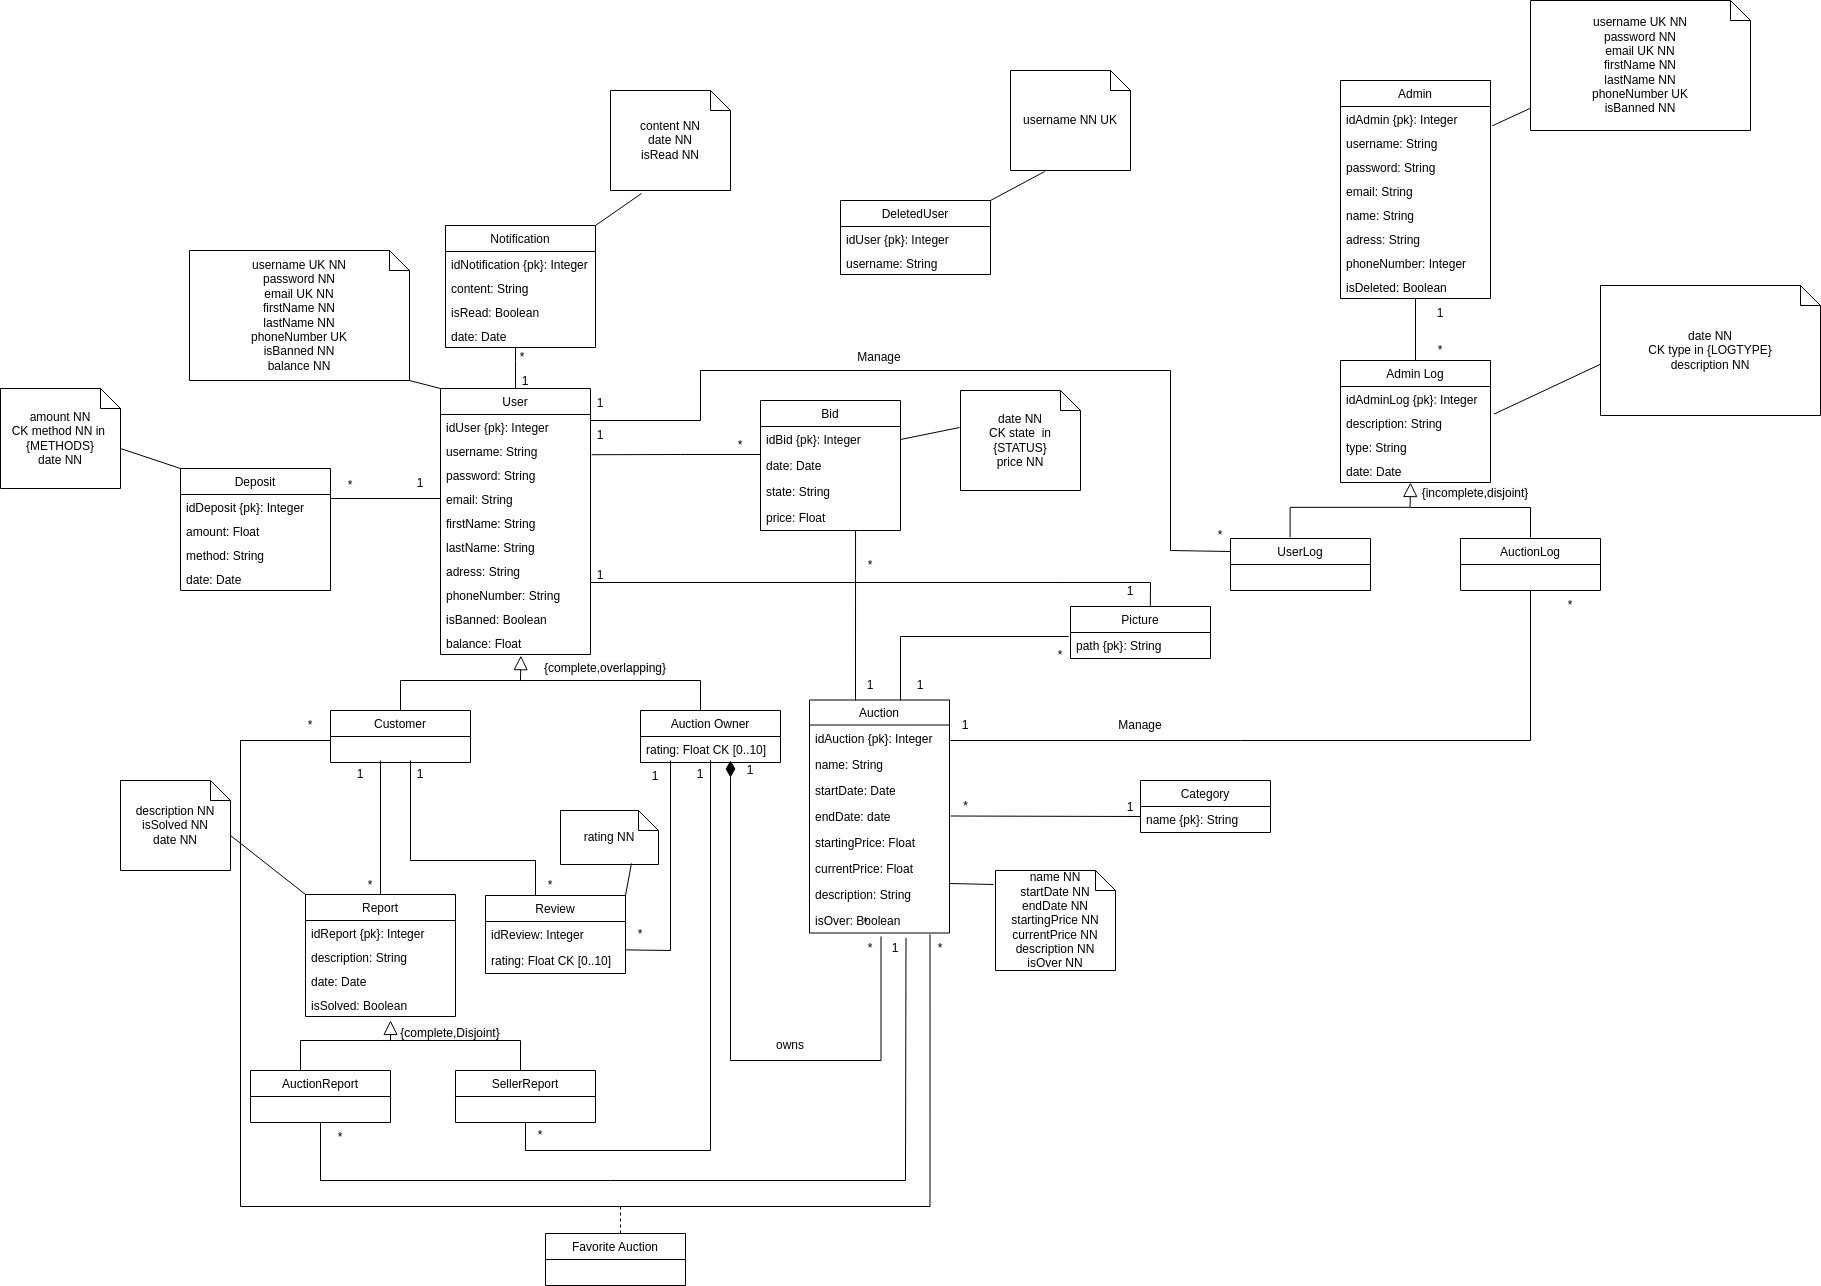 username UK NN
password NN
email UK NN
firstName NN
lastName NN
phoneNumber UK
isBanned NN
username NN UK
Admin
idAdmin {pk}: Integer
username: String
password: String
email: String
name: String
adress: String
phoneNumber: Integer
isDeleted: Boolean
content NN
date NN
isRead NN
DeletedUser
idUser {pk}: Integer
username: String
Notification
idNotification {pk}: Integer
content: String
isRead: Boolean
date: Date
username UK NN
password NN
email UK NN
firstName NN
lastName NN
phoneNumber UK
isBanned NN
balance NN
date NN
CK type in {LOGTYPE}
description NN
1
*
*
1
Manage
Admin Log
idAdminLog {pk}: Integer
description: String
type: String
date: Date
{incomplete,disjoint}
amount NN
CK method NN in
{METHODS}
date NN
User
idUser {pk}: Integer
username: String
password: String
email: String
firstName: String
lastName: String
adress: String
phoneNumber: String
isBanned: Boolean
balance: Float
1
1
*
Bid
idBid {pk}: Integer
date: Date
state: String
price: Float
date NN
CK state  in
{STATUS}
price NN
Deposit
idDeposit {pk}: Integer
amount: Float
method: String
date: Date
*
1
*
UserLog
AuctionLog
*
*
1
1
Picture
path {pk}: String
*
{complete,overlapping}
1
1
Customer
*
Auction Owner
rating: Float CK [0..10]
Auction
idAuction {pk}: Integer
name: String
startDate: Date
endDate: date
startingPrice: Float
currentPrice: Float
description: String
isOver: Boolean
*
1
Manage
1
1
1
1
1
description NN
isSolved NN
date NN
rating NN
*
1
Category
name {pk}: String
name NN
startDate NN
endDate NN
startingPrice NN
currentPrice NN
description NN
isOver NN
*
*
Report
idReport {pk}: Integer
description: String
date: Date
isSolved: Boolean
Review
idReview: Integer
rating: Float CK [0..10]
*
*
1
*
{complete,Disjoint}
owns
AuctionReport
SellerReport
*
*
Favorite Auction